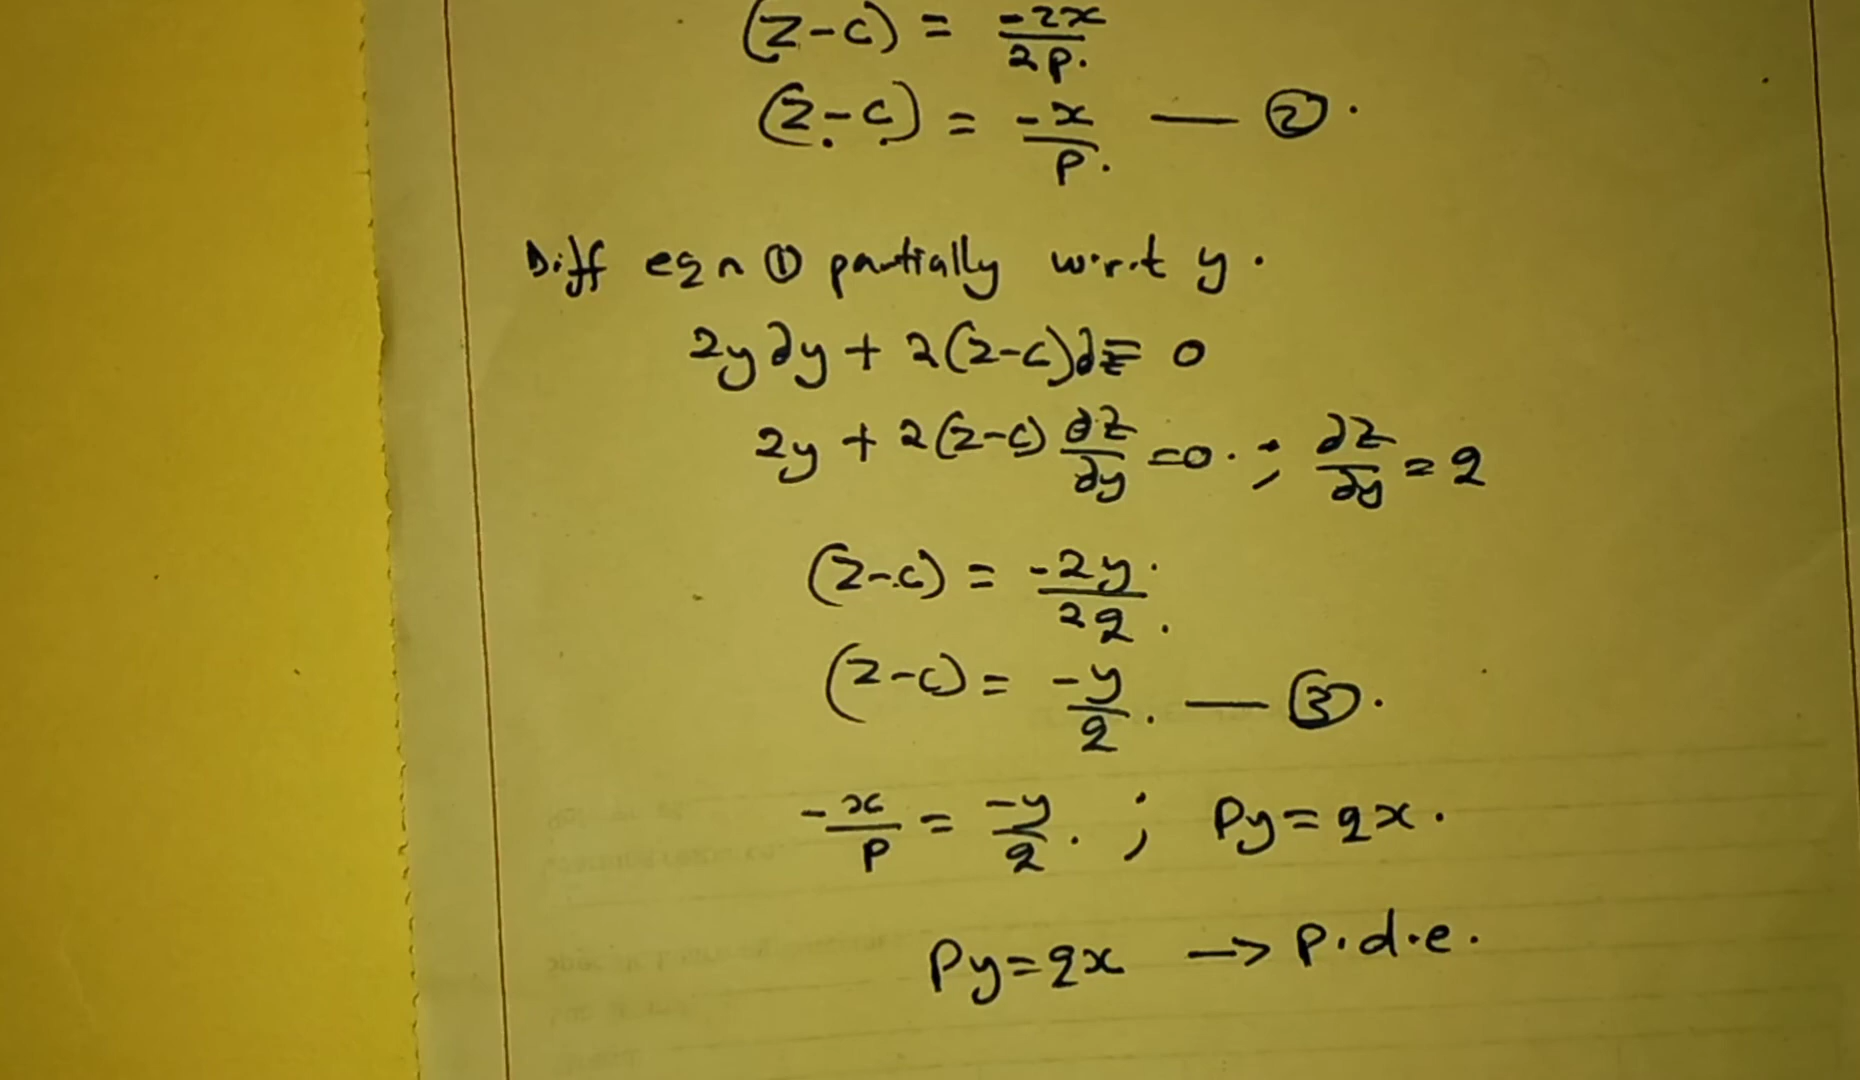 (z-c) = -2x/2p.
(z-c) = -x/p. — ②.
Diff eqn ① partially w.r.t y.
2y∂y + 2(z-c)∂z = 0
2y + 2(z-c) ∂z/∂y = 0. ; ∂z/∂y = q
(z-c) = -2y/2q.
(z-c) = -y/q. — ③.
-x/p = -y/q. ; Py = qx.
Py = qx → P.d.e.